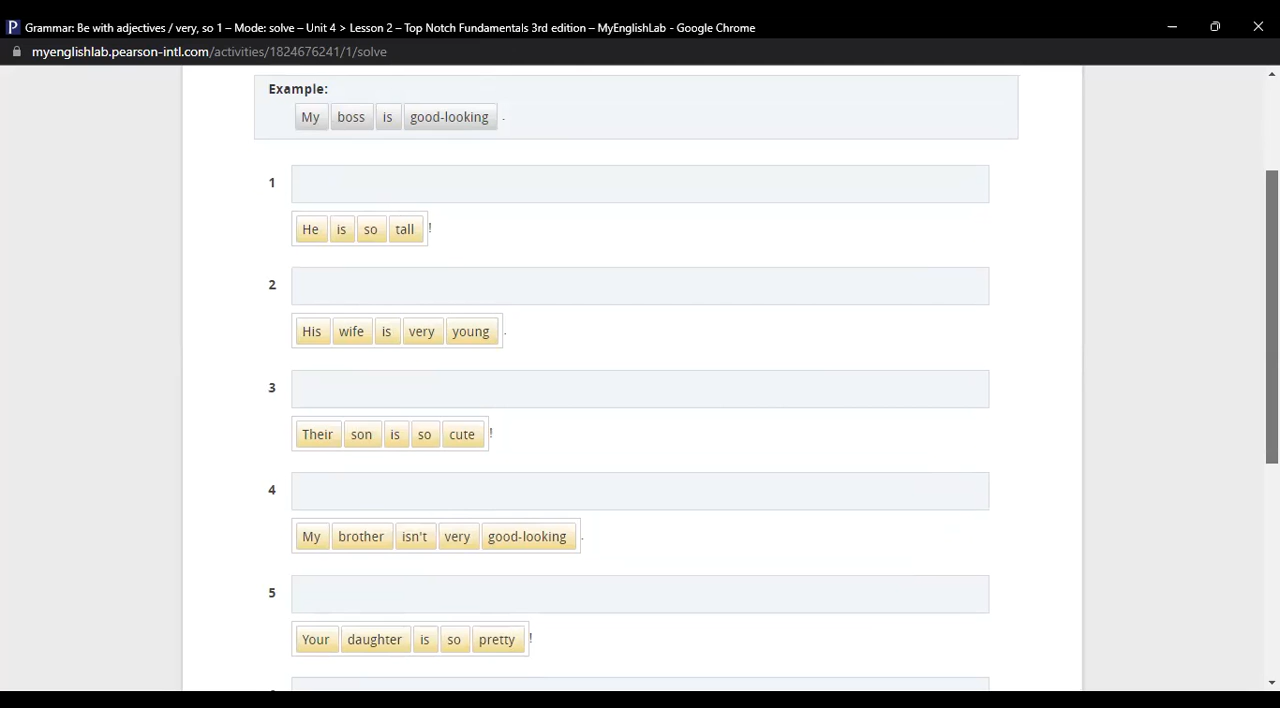 Grammar: Be with adjectives / very, so 1 – Mode: solve – Unit 4 > Lesson 2 – Top Notch Fundamentals 3rd edition – MyEnglishLab - Google Chrome
myenglishlab.pearson-intl.com/activities/1824676241/1/solve
Example:
My boss is good-looking .
1
He is so tall !
2
His wife is very young .
3
Their son is so cute !
4
My brother isn't very good-looking .
5
Your daughter is so pretty !